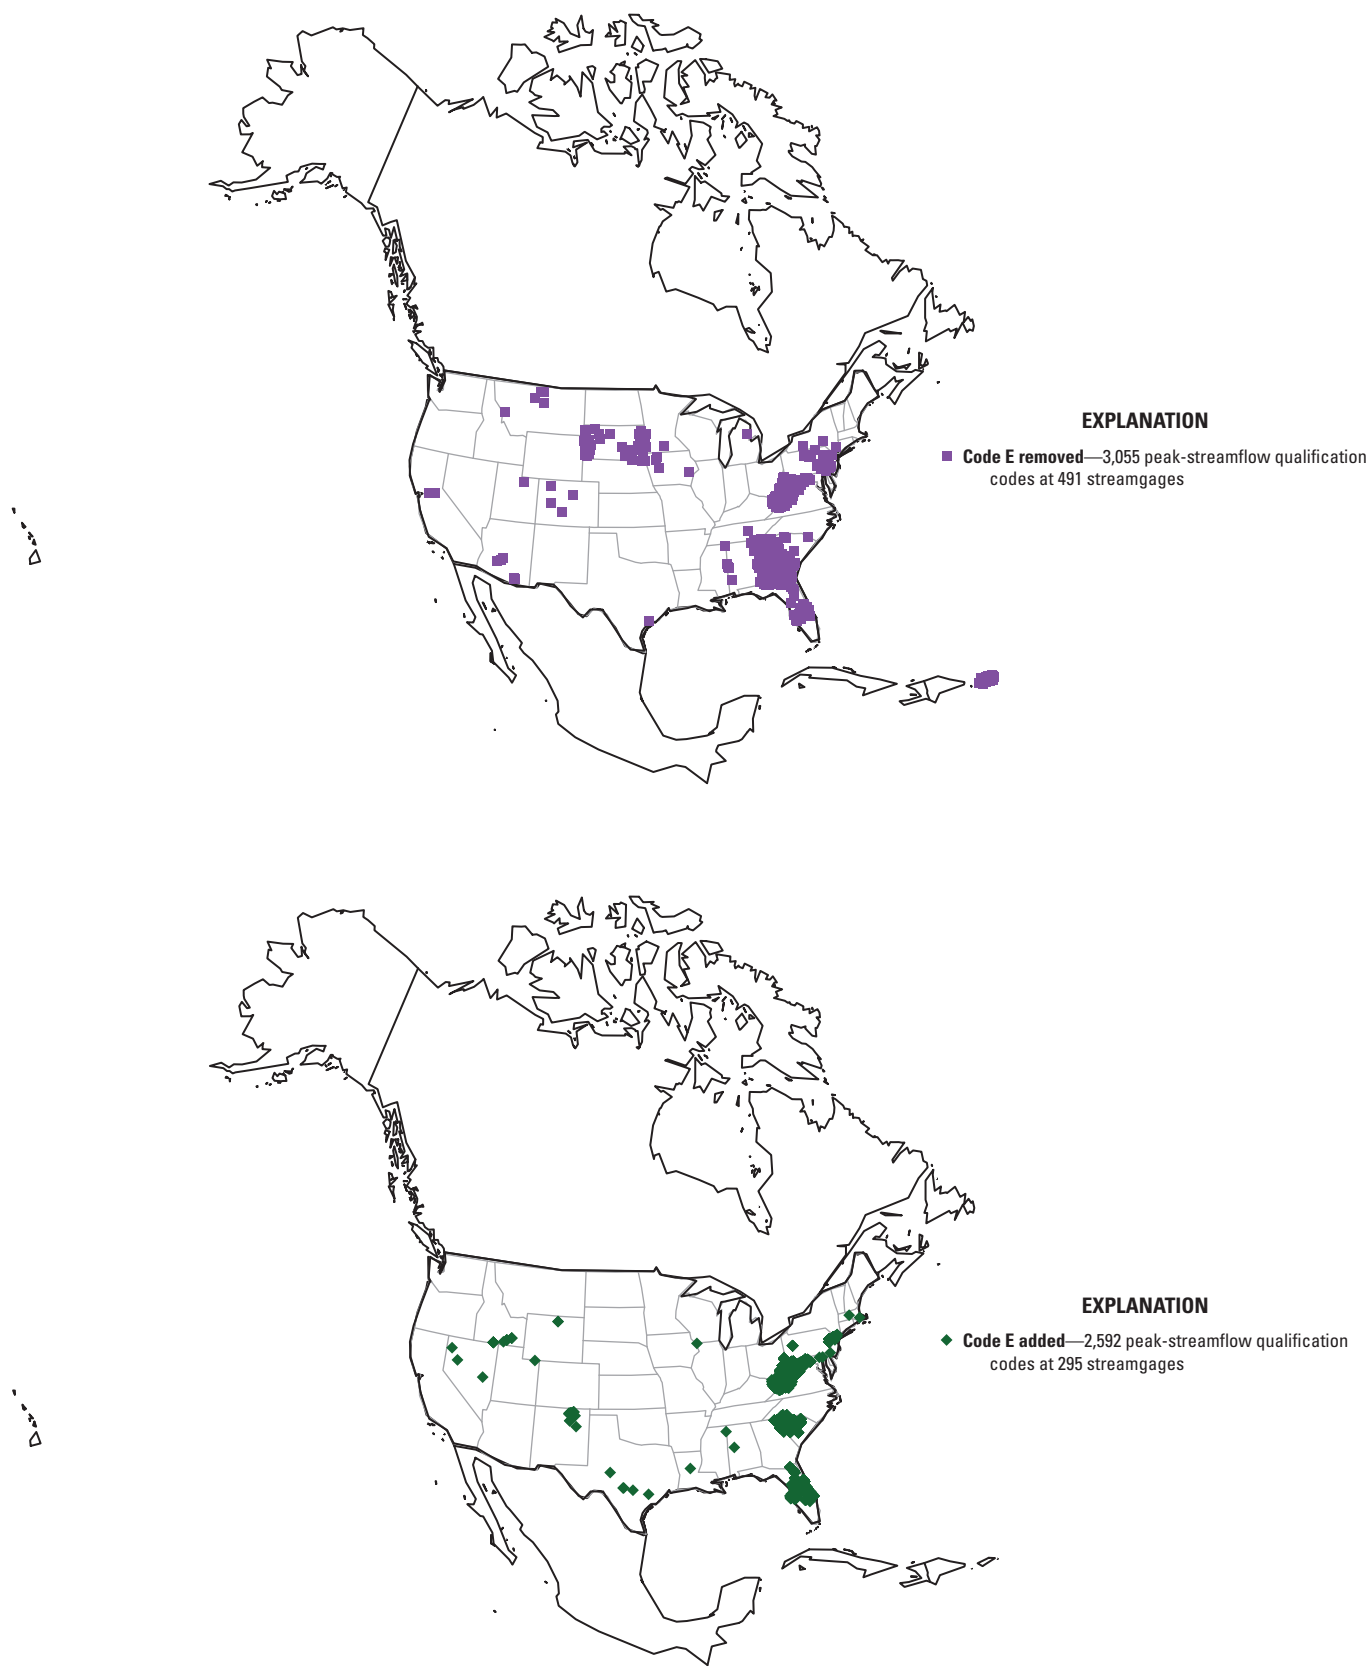 EXPLANATION
Code E removed—3,055 peak-streamflow qualification
codes at 491 streamgages
EXPLANATION
Code E added—2,592 peak-streamflow qualification
codes at 295 streamgages